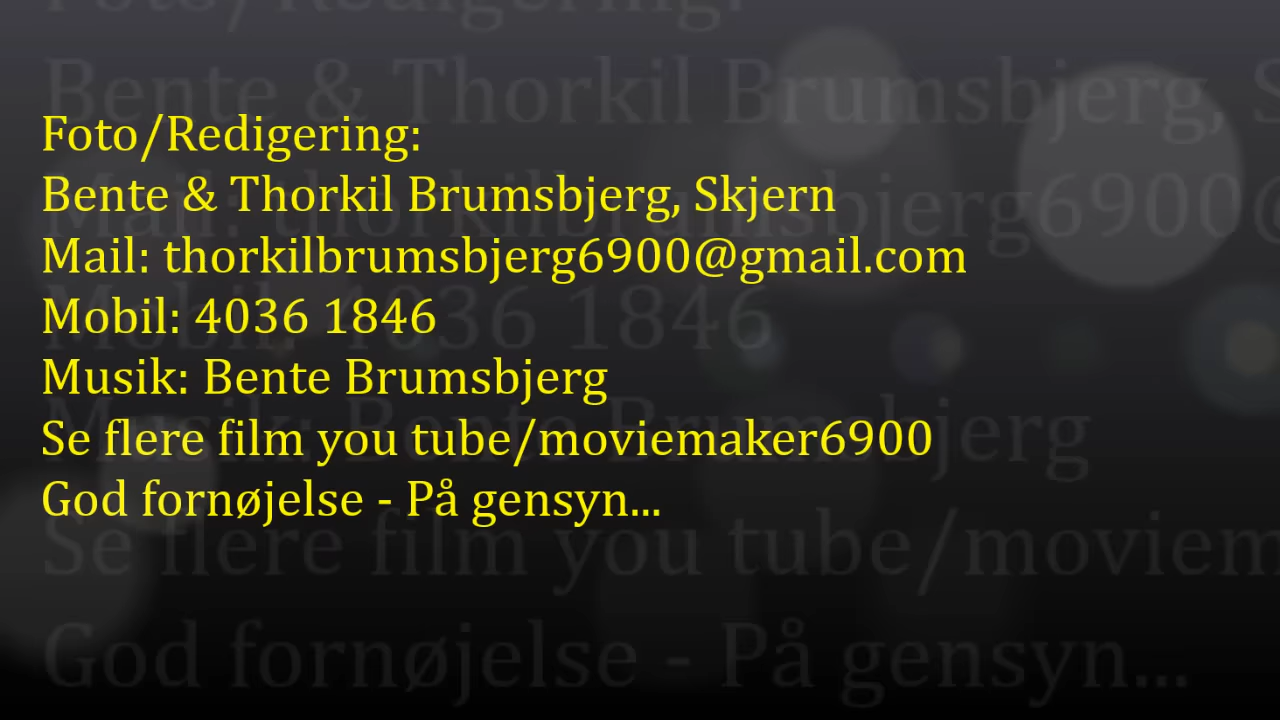 Foto/Redigering:
Bente & Thorkil Brumsbjerg, Skjern
Mail: thorkilbrumsbjerg6900@gmail.com
Mobil: 4036 1846
Musik: Bente Brumsbjerg
Se flere film you tube/moviemaker6900
God fornøjelse - På gensyn...